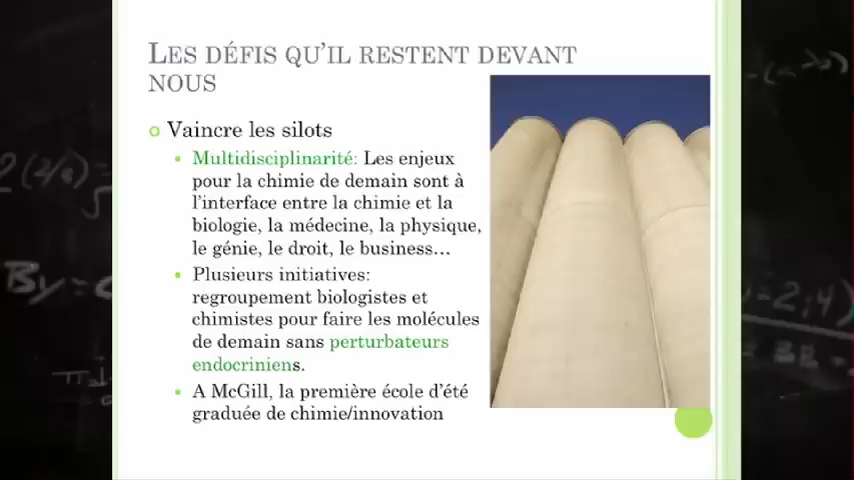 LES DÉFIS QU'IL RESTENT DEVANT
NOUS
Vaincre les silots
Multidisciplinarité: Les enjeux
pour la chimie de demain sont à
l'interface entre la chimie et la
biologie, la médecine, la physique,
le génie, le droit, le business…
Plusieurs initiatives:
regroupement biologistes et
chimistes pour faire les molécules
de demain sans perturbateurs
endocriniens.
A McGill, la première école d'été
graduée de chimie/innovation
By=